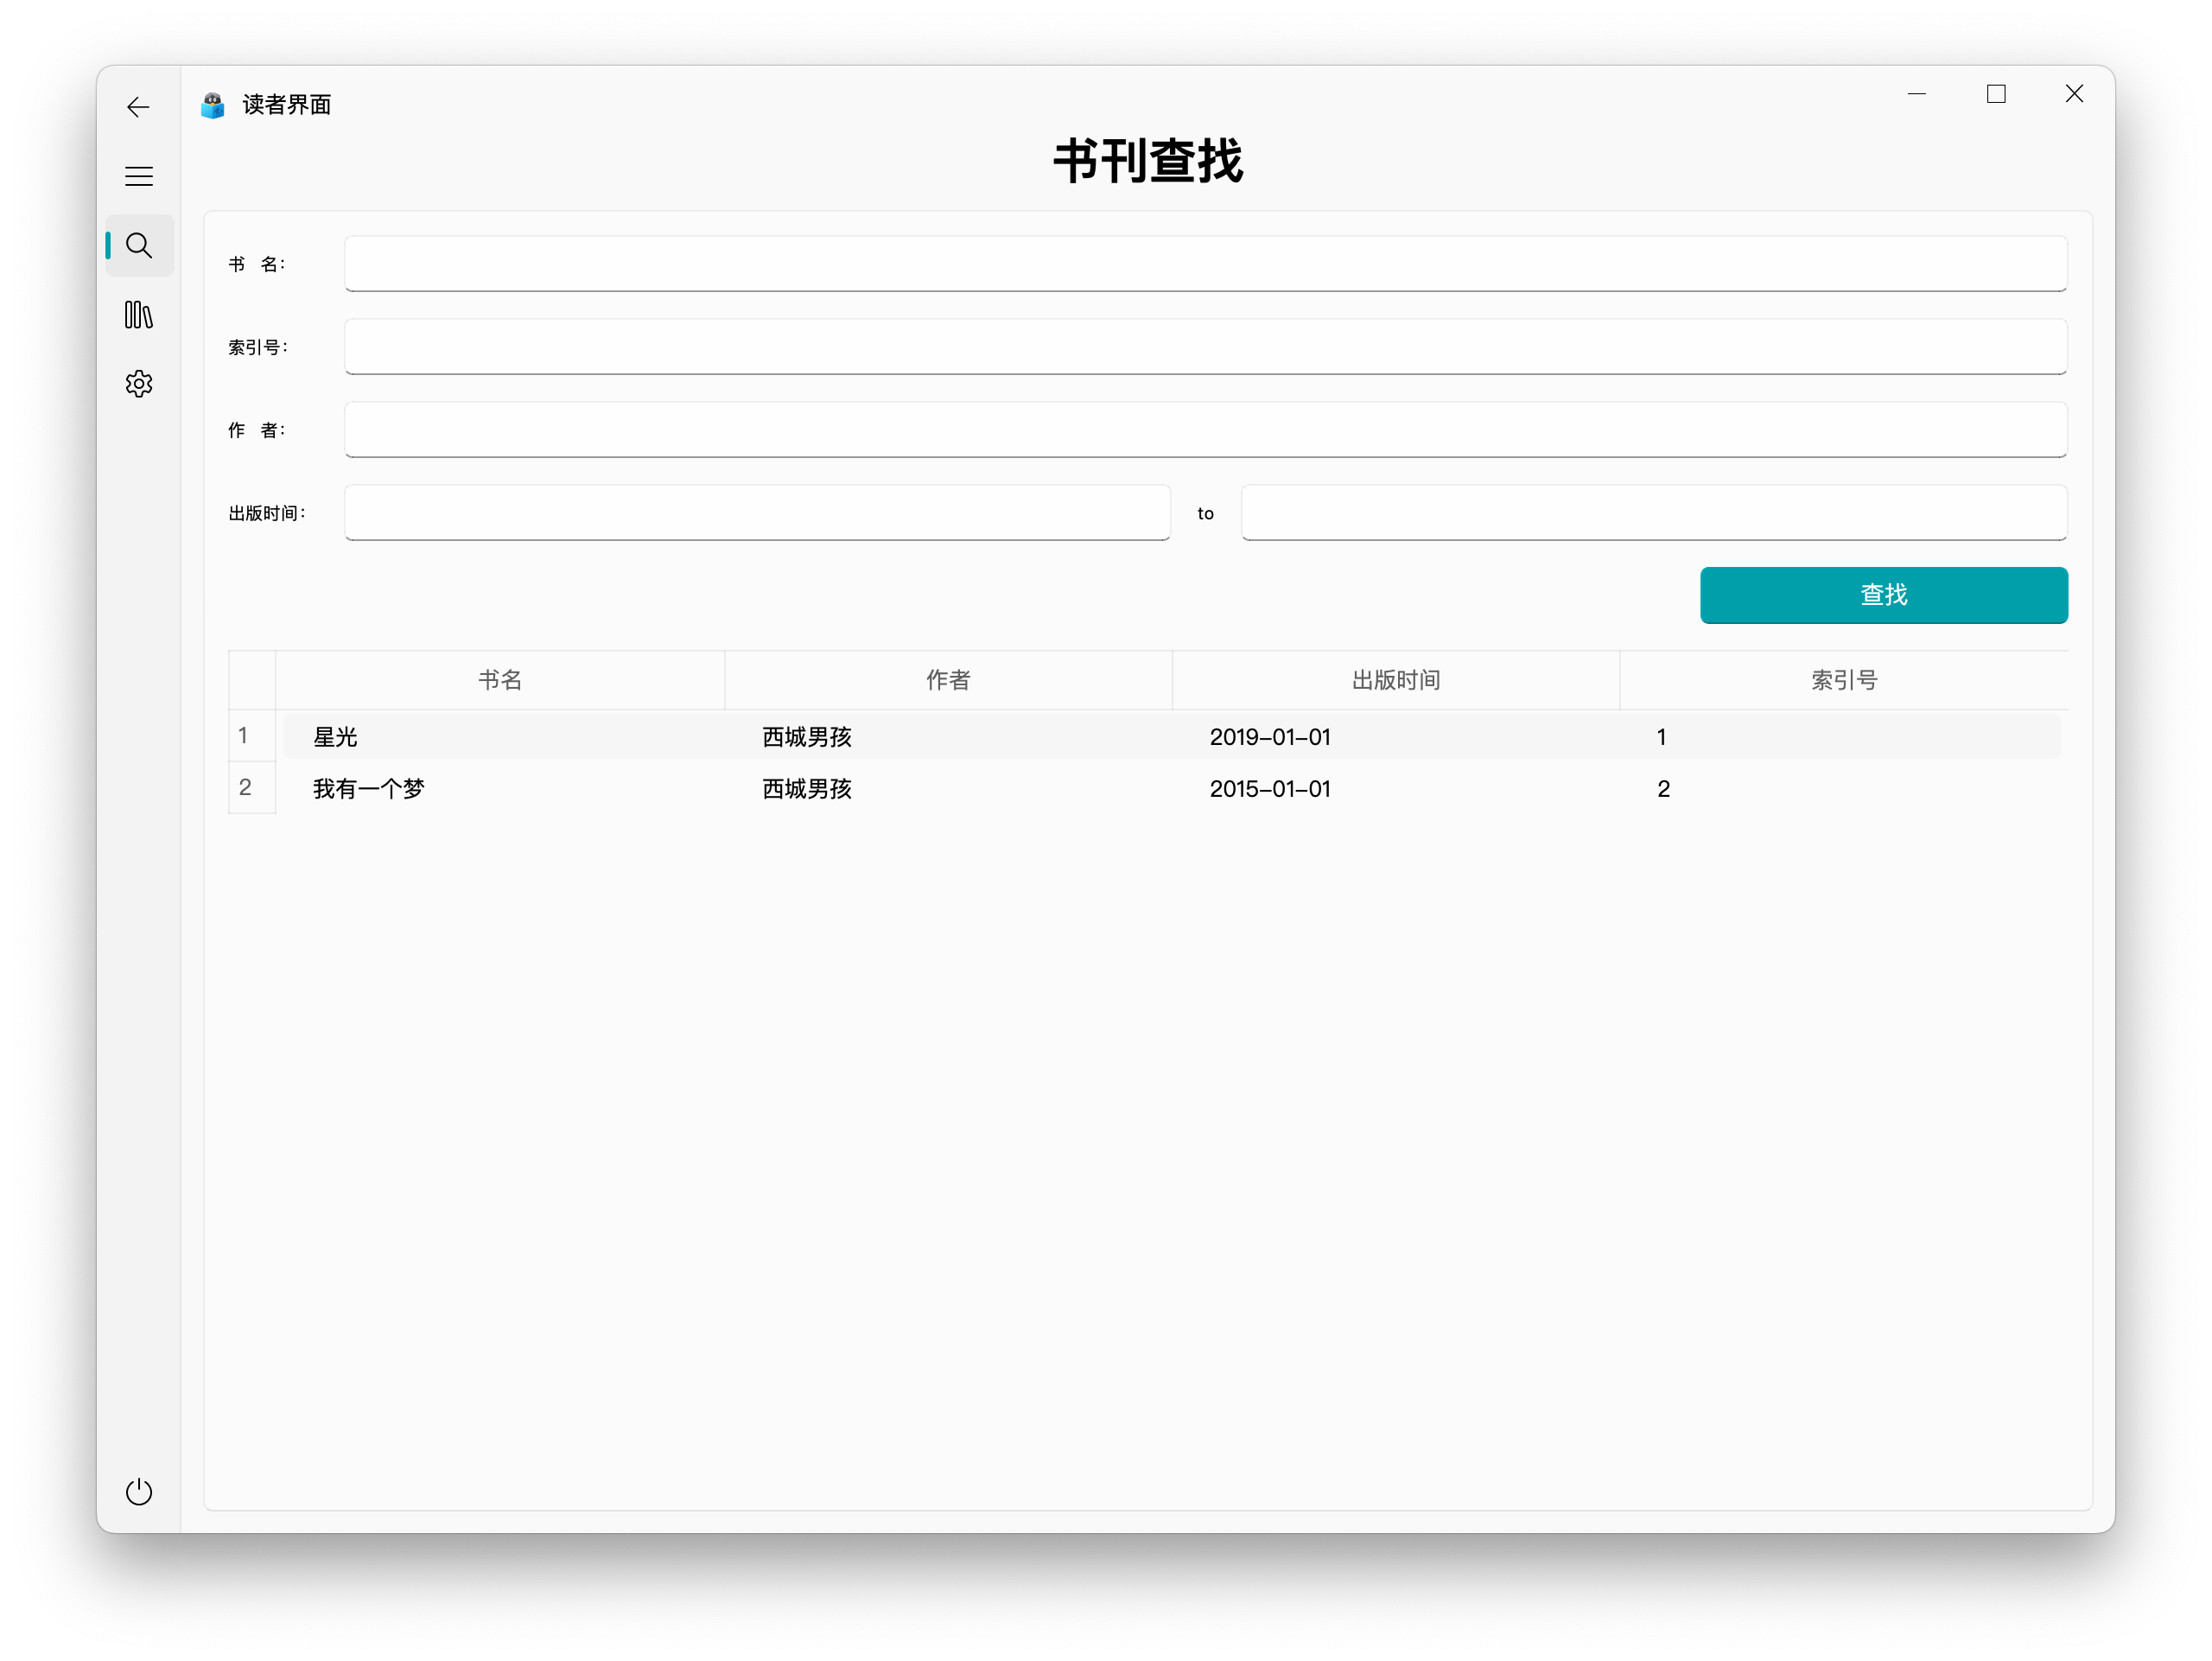 读者界面
书刊查找
书 名：
索引号：
作 者：
出版时间： to
查找
书名 作者 出版时间 索引号
1 星光 西城男孩 2019-01-01 1
2 我有一个梦 西城男孩 2015-01-01 2